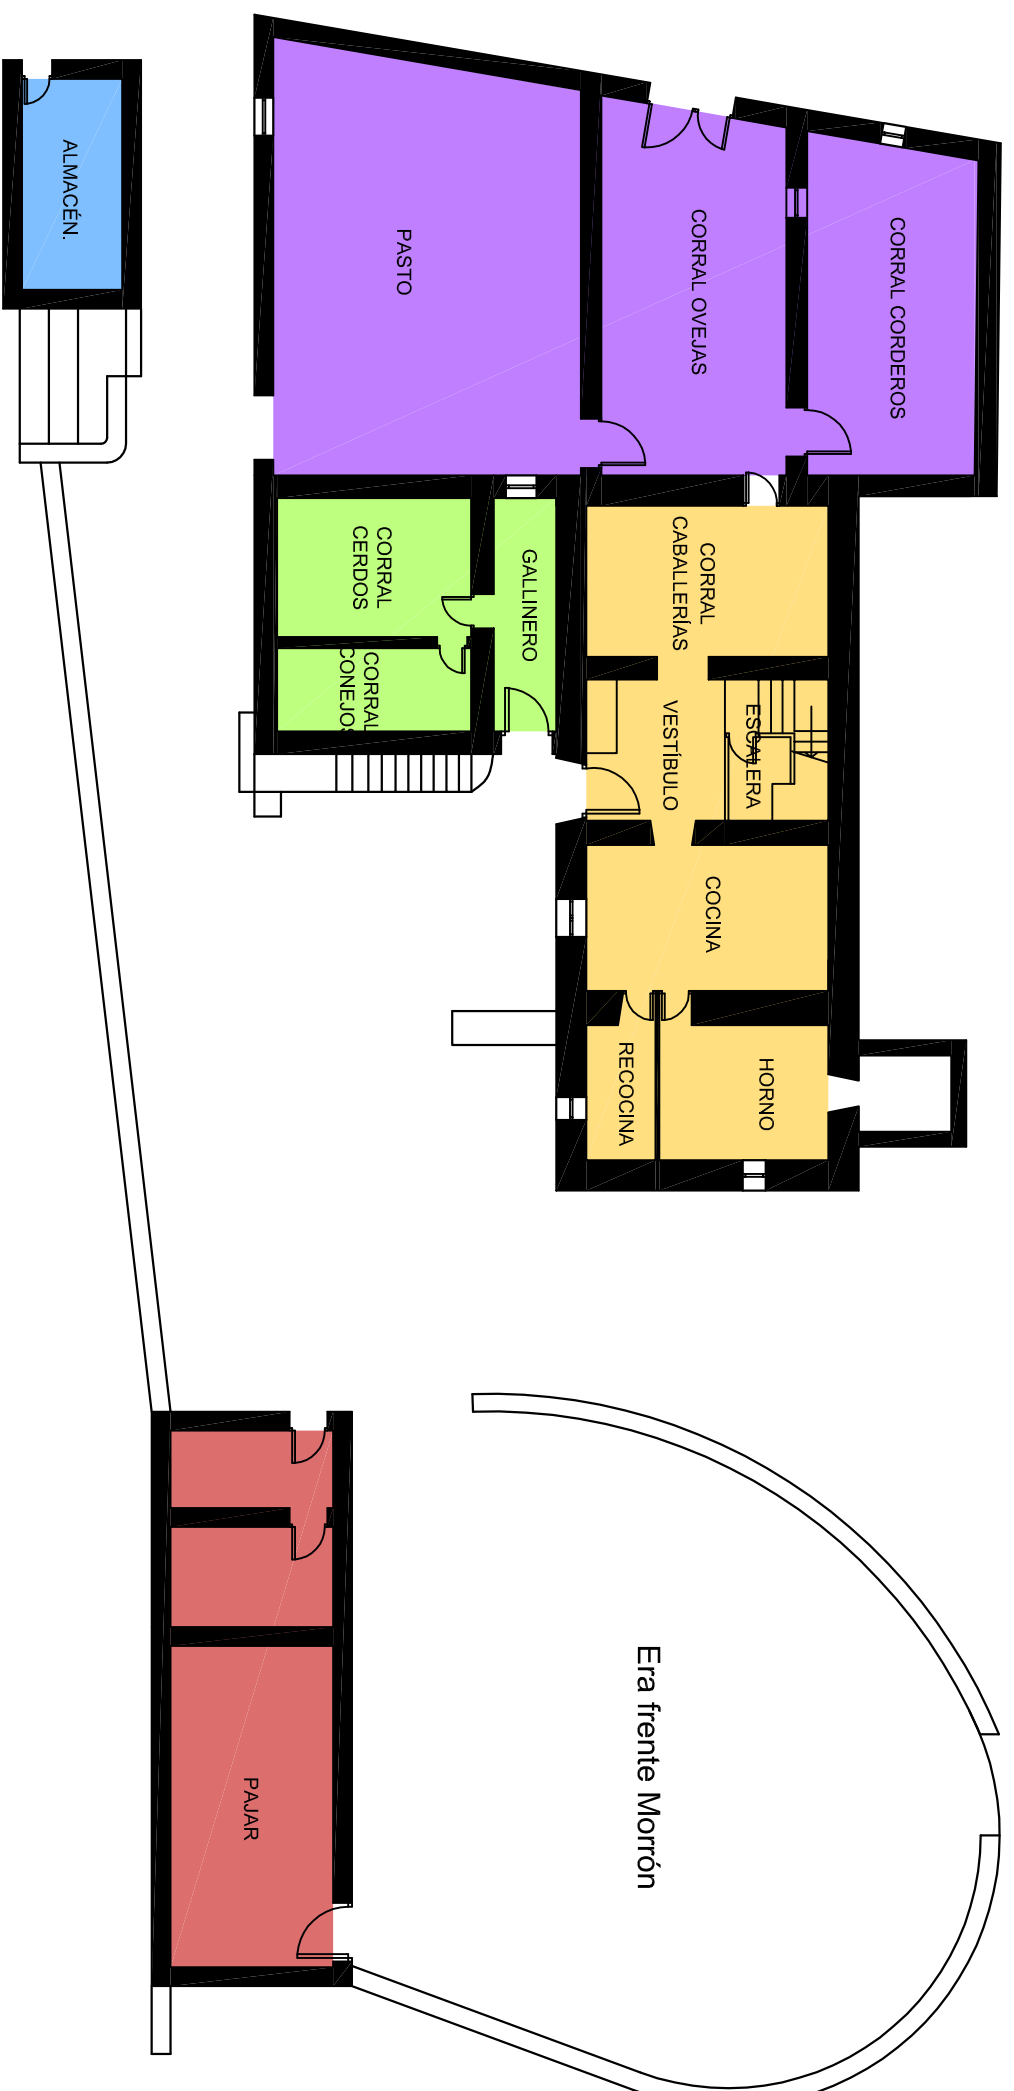 ALMACÉN.
PASTO
CORRAL OVEJAS
CORRAL CORDEROS
CORRAL
CERDOS
GALLINERO
CORRAL
CABALLERÍAS
CORRAL
CONEJOS
VESTÍBULO
ESCALERA
COCINA
RECOCINA
HORNO
Era frente Morrón
PAJAR